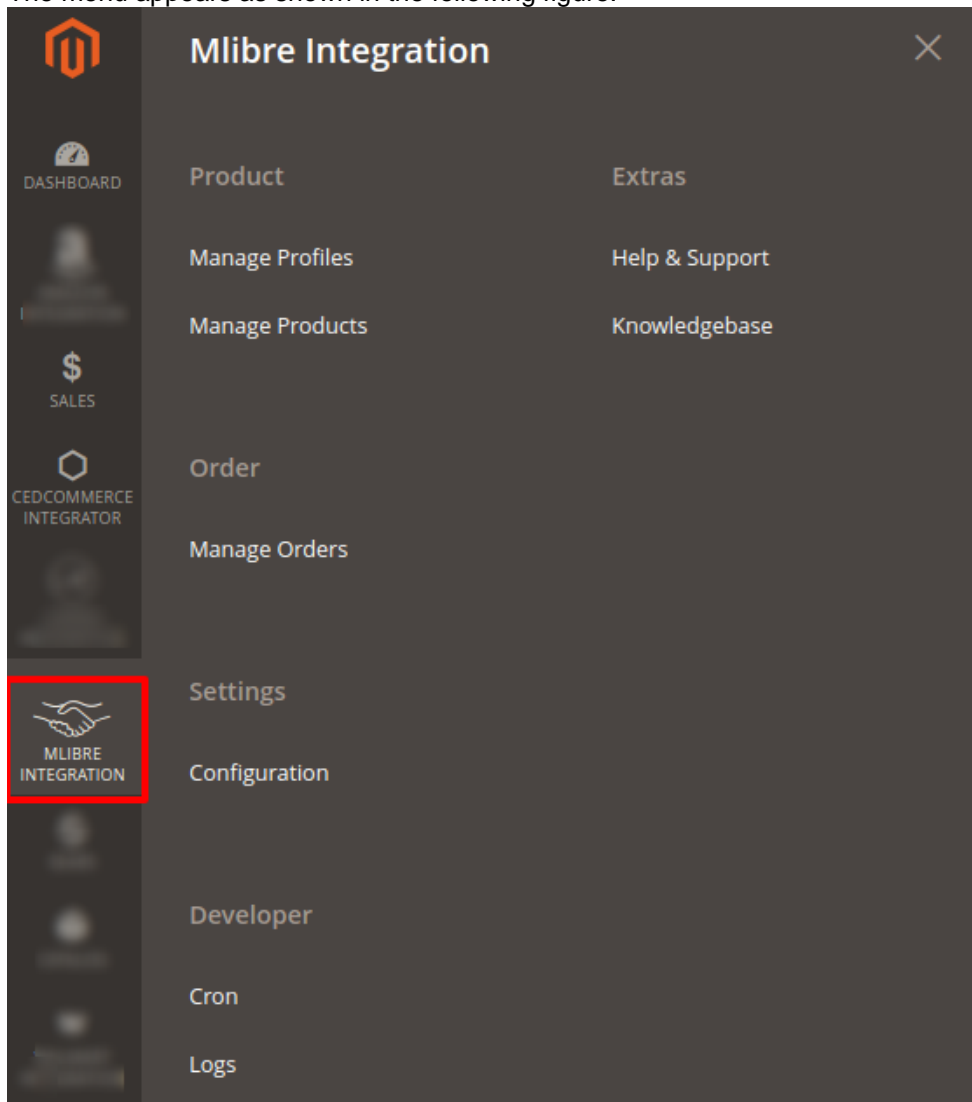 The menu appears as shown in the following figure:
Mlibre Integration
DASHBOARD
SALES
CEDCOMMERCE
INTEGRATOR
MLIBRE
INTEGRATION
Product
Manage Profiles
Manage Products
Extras
Help & Support
Knowledgebase
Order
Manage Orders
Settings
Configuration
Developer
Cron
Logs